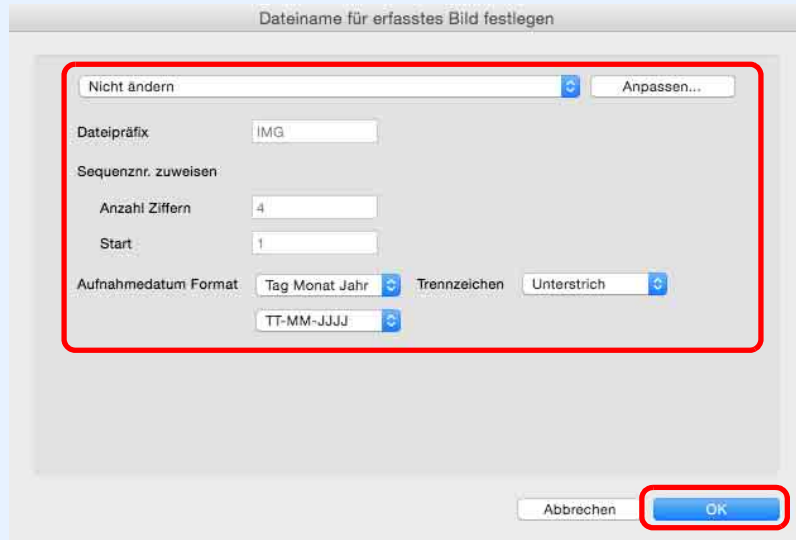 Dateiname für erfasstes Bild festlegen
Nicht ändern Anpassen...
Dateipräfix IMG
Sequenznr. zuweisen
Anzahl Ziffern 4
Start 1
Aufnahmedatum Format Tag Monat Jahr Trennzeichen Unterstrich
TT-MM-JJJJ
Abbrechen OK